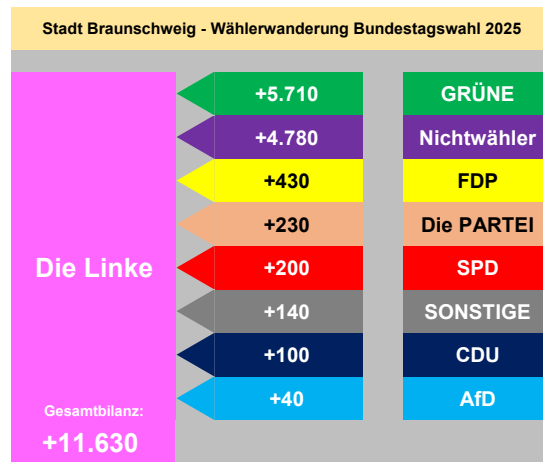 Stadt Braunschweig - Wählerwanderung Bundestagswahl 2025
+5.710 GRÜNE
+4.780 Nichtwähler
+430 FDP
+230 Die PARTEI
Die Linke +200 SPD
+140 SONSTIGE
+100 CDU
+40 AfD
Gesamtbilanz:
+11.630